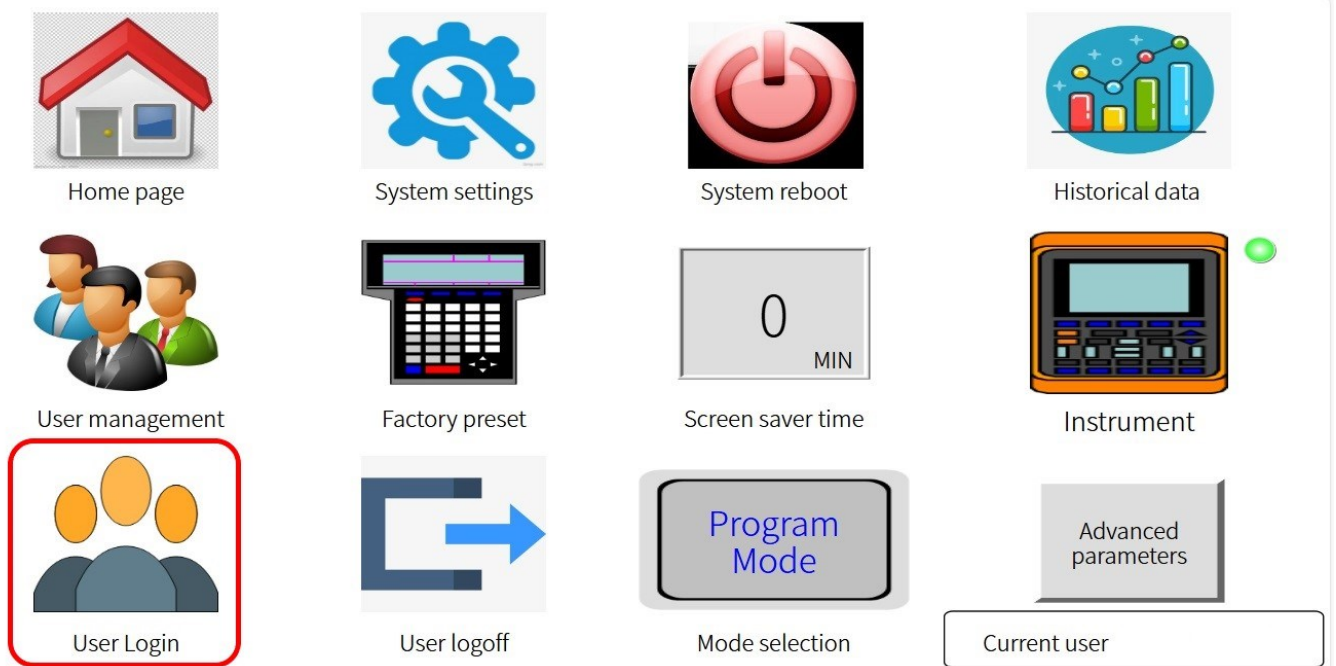 Home page
System settings
System reboot
Historical data
0
MIN
User management
Factory preset
Screen saver time
Instrument
Program
Mode
Advanced
parameters
User Login
User logoff
Mode selection
Current user